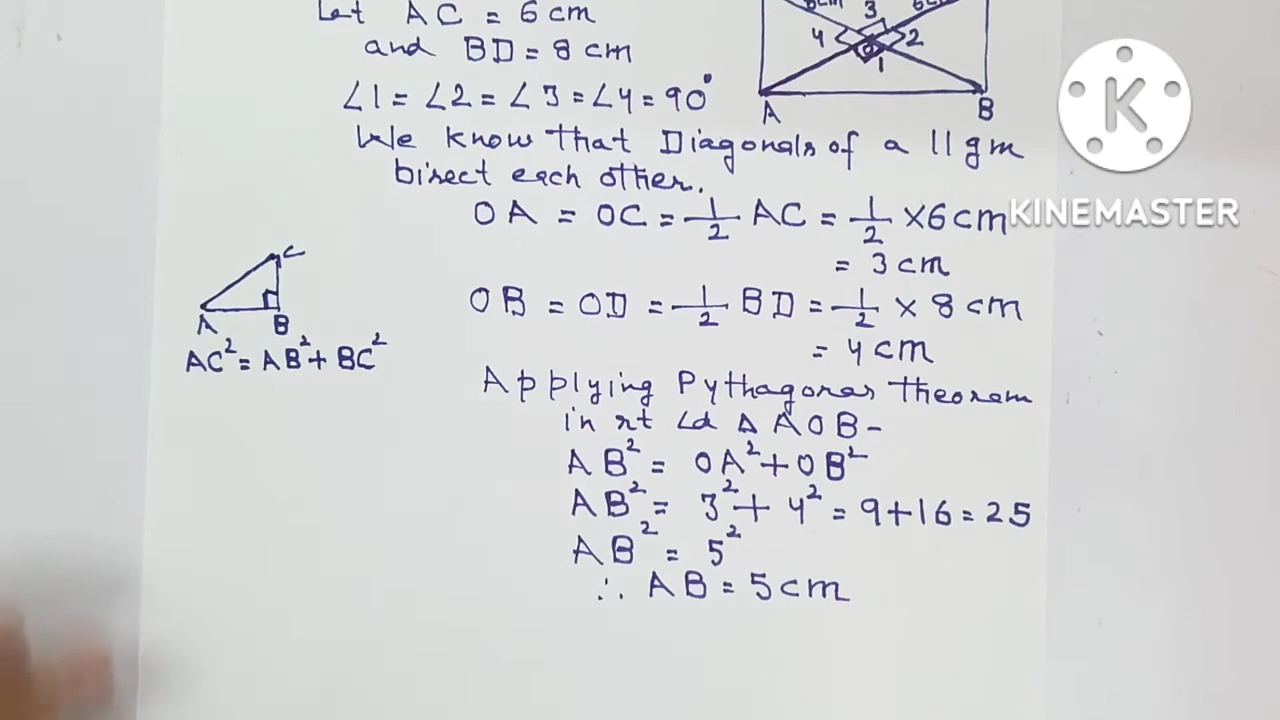 Let AC = 6 cm
and BD = 8 cm
∠1 = ∠2 = ∠3 = ∠4 = 90°
We know that Diagonals of a ||gm
bisect each other.
OA = OC = 1/2 AC = 1/2 × 6 cm
= 3 cm
OB = OD = 1/2 BD = 1/2 × 8 cm
= 4 cm
Applying Pythagoras theorem
in rt ∠d △ AOB -
AB² = OA² + OB²
AB² = 3² + 4² = 9 + 16 = 25
AB² = 5²
∴ AB = 5 cm
6 cm
3
4
2
O
1
A
B
K
KINEMASTER
C
A
B
AC² = AB² + BC²